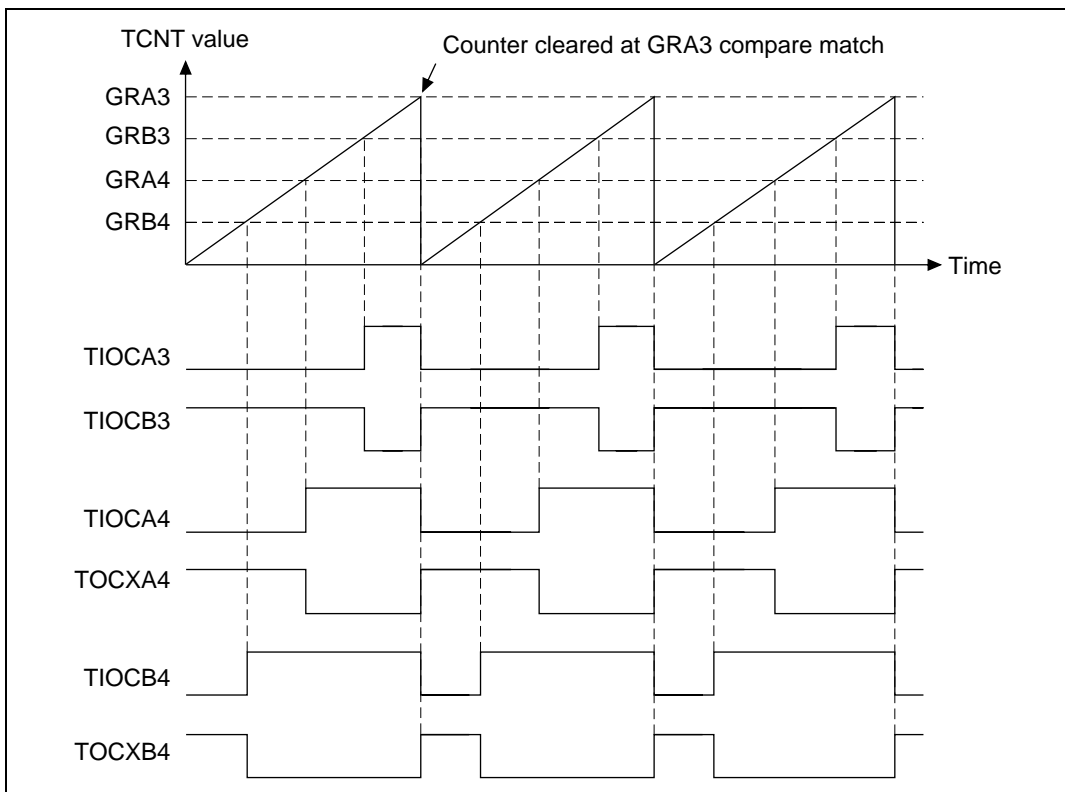 TCNT value
Counter cleared at GRA3 compare match
GRA3
GRB3
GRA4
GRB4
Time
TIOCA3
TIOCB3
TIOCA4
TOCXA4
TIOCB4
TOCXB4